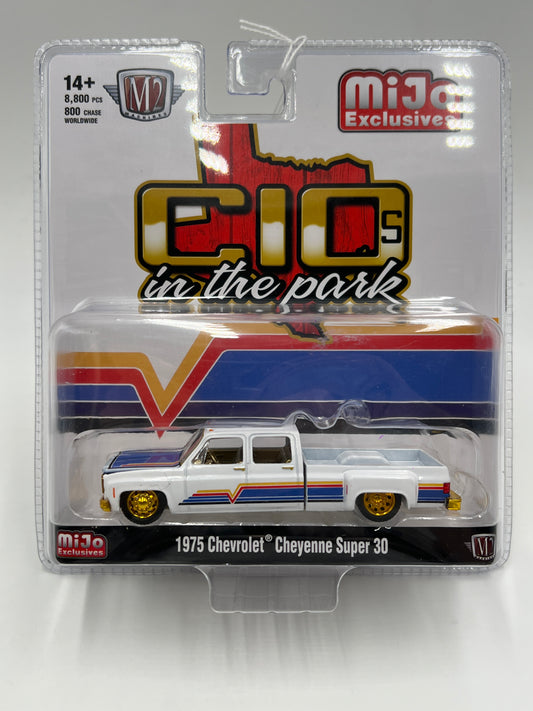 14+
8,800 PCS
800 CHASE
WORLDWIDE
M2
MACHINES
MiJo
Exclusives
C10s
in the park
MiJo
Exclusives
1975 Chevrolet® Cheyenne Super 30
M2